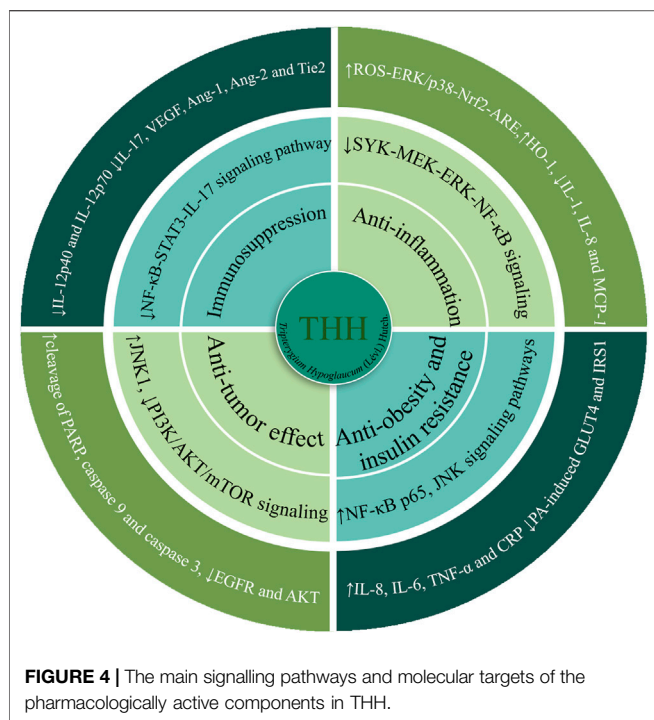 ↓IL-12p40 and IL-12p70 ↓IL-17, VEGF, Ang-1, Ang-2 and Tie2
↓NF-κB-STAT3-IL-17 signaling pathway
Immunosuppression
↑ROS-ERK/p38-Nrf2-ARE,↑HO-1, ↓IL-1, IL-8 and MCP-1
↓SYK-MEK-ERK-NF-κB signaling
Anti-inflammation
THH
Tripterygium Hypoglaucum (Lévl.) Hutch
Anti-tumor effect
↑JNK1, ↓PI3K/AKT/mTOR signaling
↑cleavage of PARP, caspase 9 and caspase 3, ↓EGFR and AKT
Anti-obesity and
insulin resistance
↑NF-κB p65, JNK signaling pathways
↑IL-8, IL-6, TNF-α and CRP ↓PA-induced GLUT4 and IRS1
FIGURE 4 | The main signalling pathways and molecular targets of the
pharmacologically active components in THH.